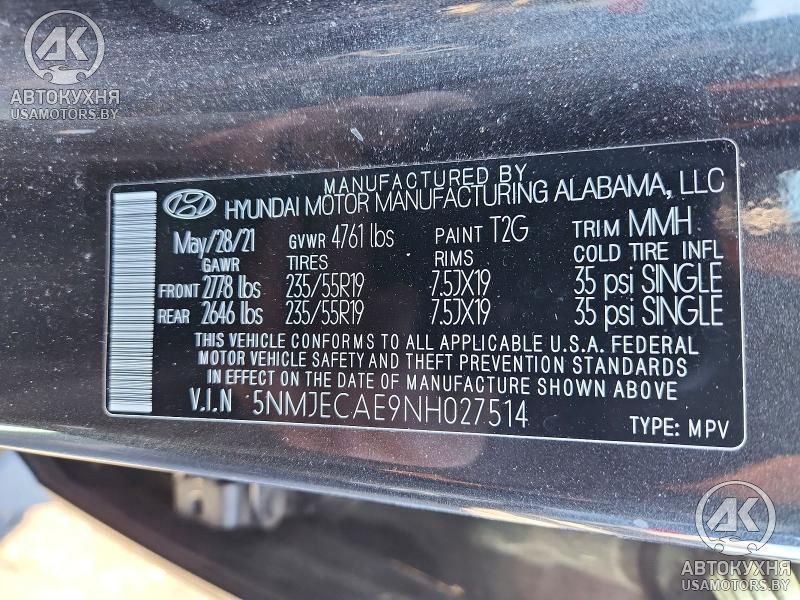 AK
АВТОКУХНЯ
USAMOTORS.BY
MANUFACTURED BY
HYUNDAI MOTOR MANUFACTURING ALABAMA, LLC
May/28/21 GVWR 4761 lbs PAINT T2G TRIM MMH
GAWR TIRES RIMS COLD TIRE INFL
FRONT 2778 lbs 235/55R19 7.5JX19 35 psi SINGLE
REAR 2646 lbs 235/55R19 7.5JX19 35 psi SINGLE
THIS VEHICLE CONFORMS TO ALL APPLICABLE U.S.A. FEDERAL
MOTOR VEHICLE SAFETY AND THEFT PREVENTION STANDARDS
IN EFFECT ON THE DATE OF MANUFACTURE SHOWN ABOVE
V.I.N 5NMJECAE9NH027514
TYPE: MPV
AK
АВТОКУХНЯ
USAMOTORS.BY